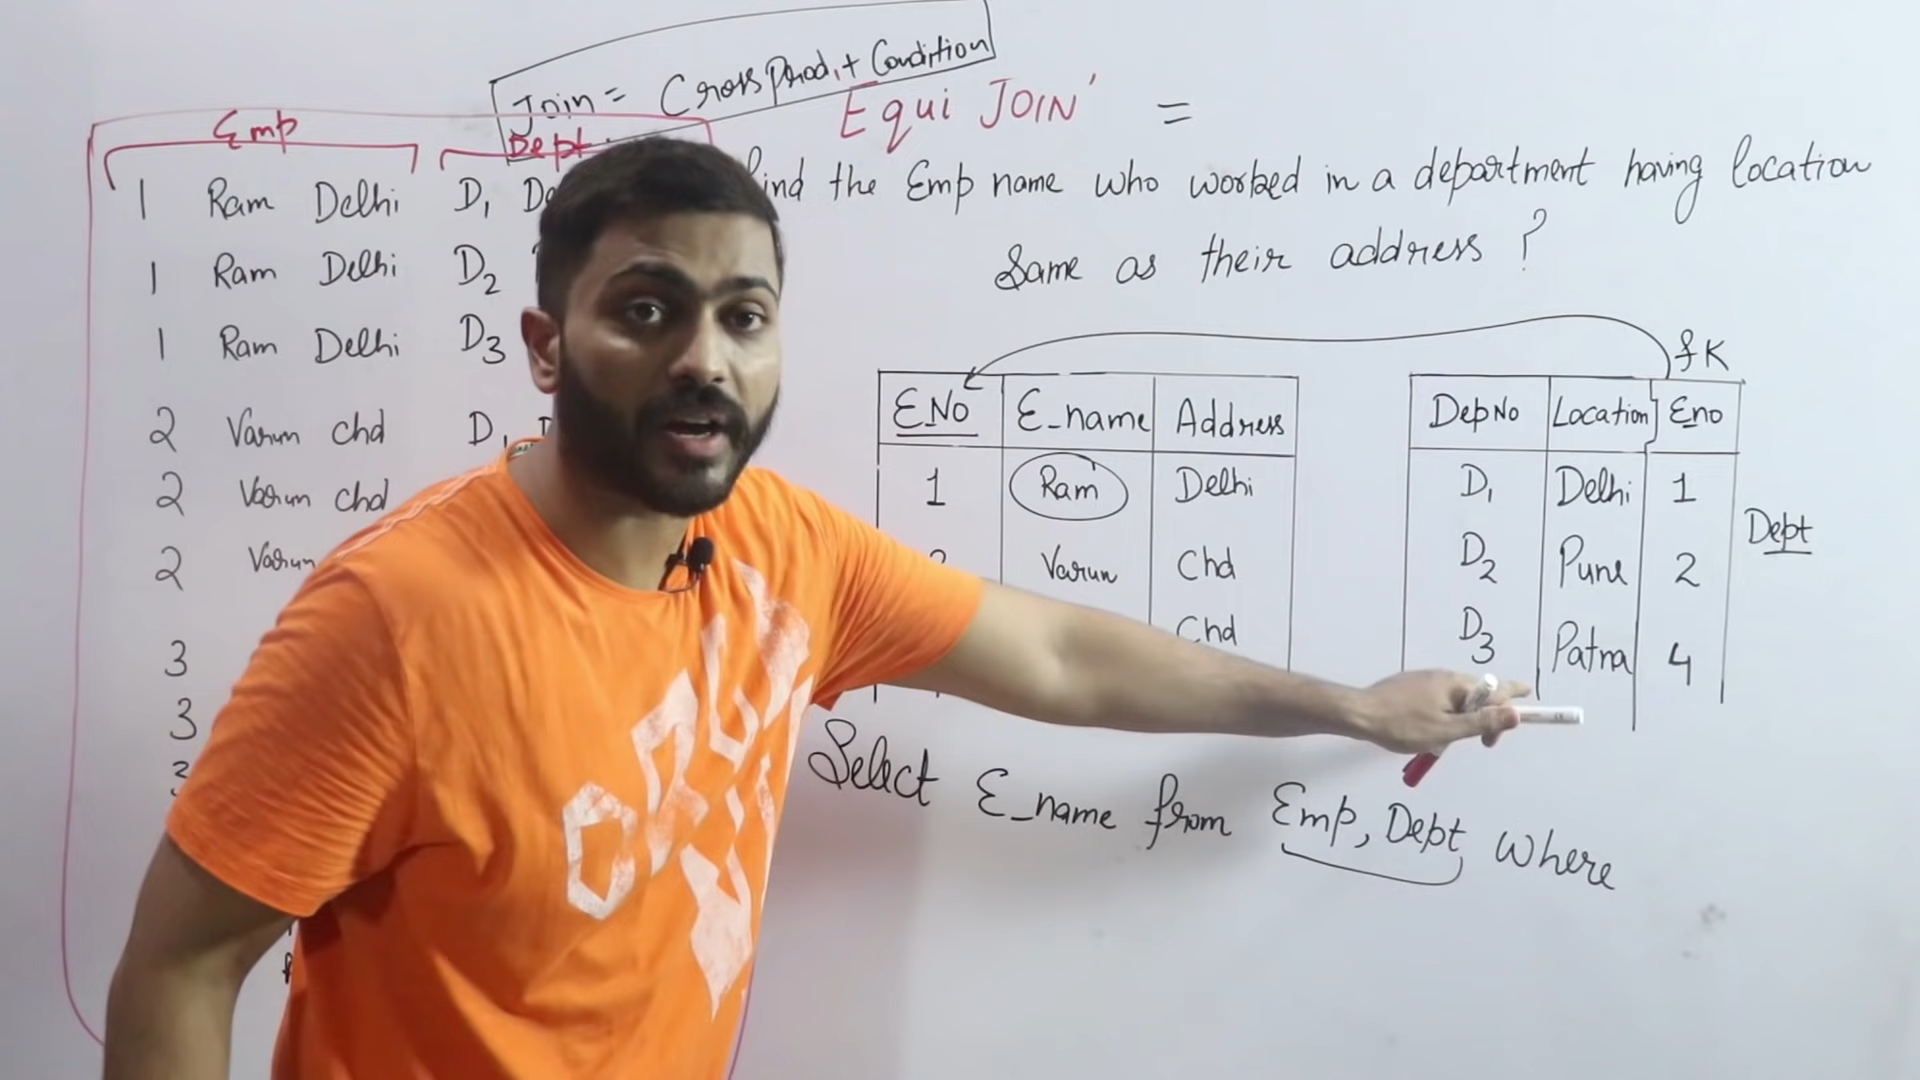 Join = Cross Prod. + Condition
Equi JOIN =
find the Emp name who worked in a department having location
Same as their address ?
Emp Dept
1 Ram Delhi D1 De
1 Ram Delhi D2
1 Ram Delhi D3
2 Varun chd D1 D
2 Varun chd
2 Varun
3
3
3
fK
E.No E_name Address
1 Ram Delhi
Varun Chd
Chd
DepNo Location Eno
D1 Delhi 1
D2 Pune 2
D3 Patna 4
Dept
Select E_name from Emp, Dept where